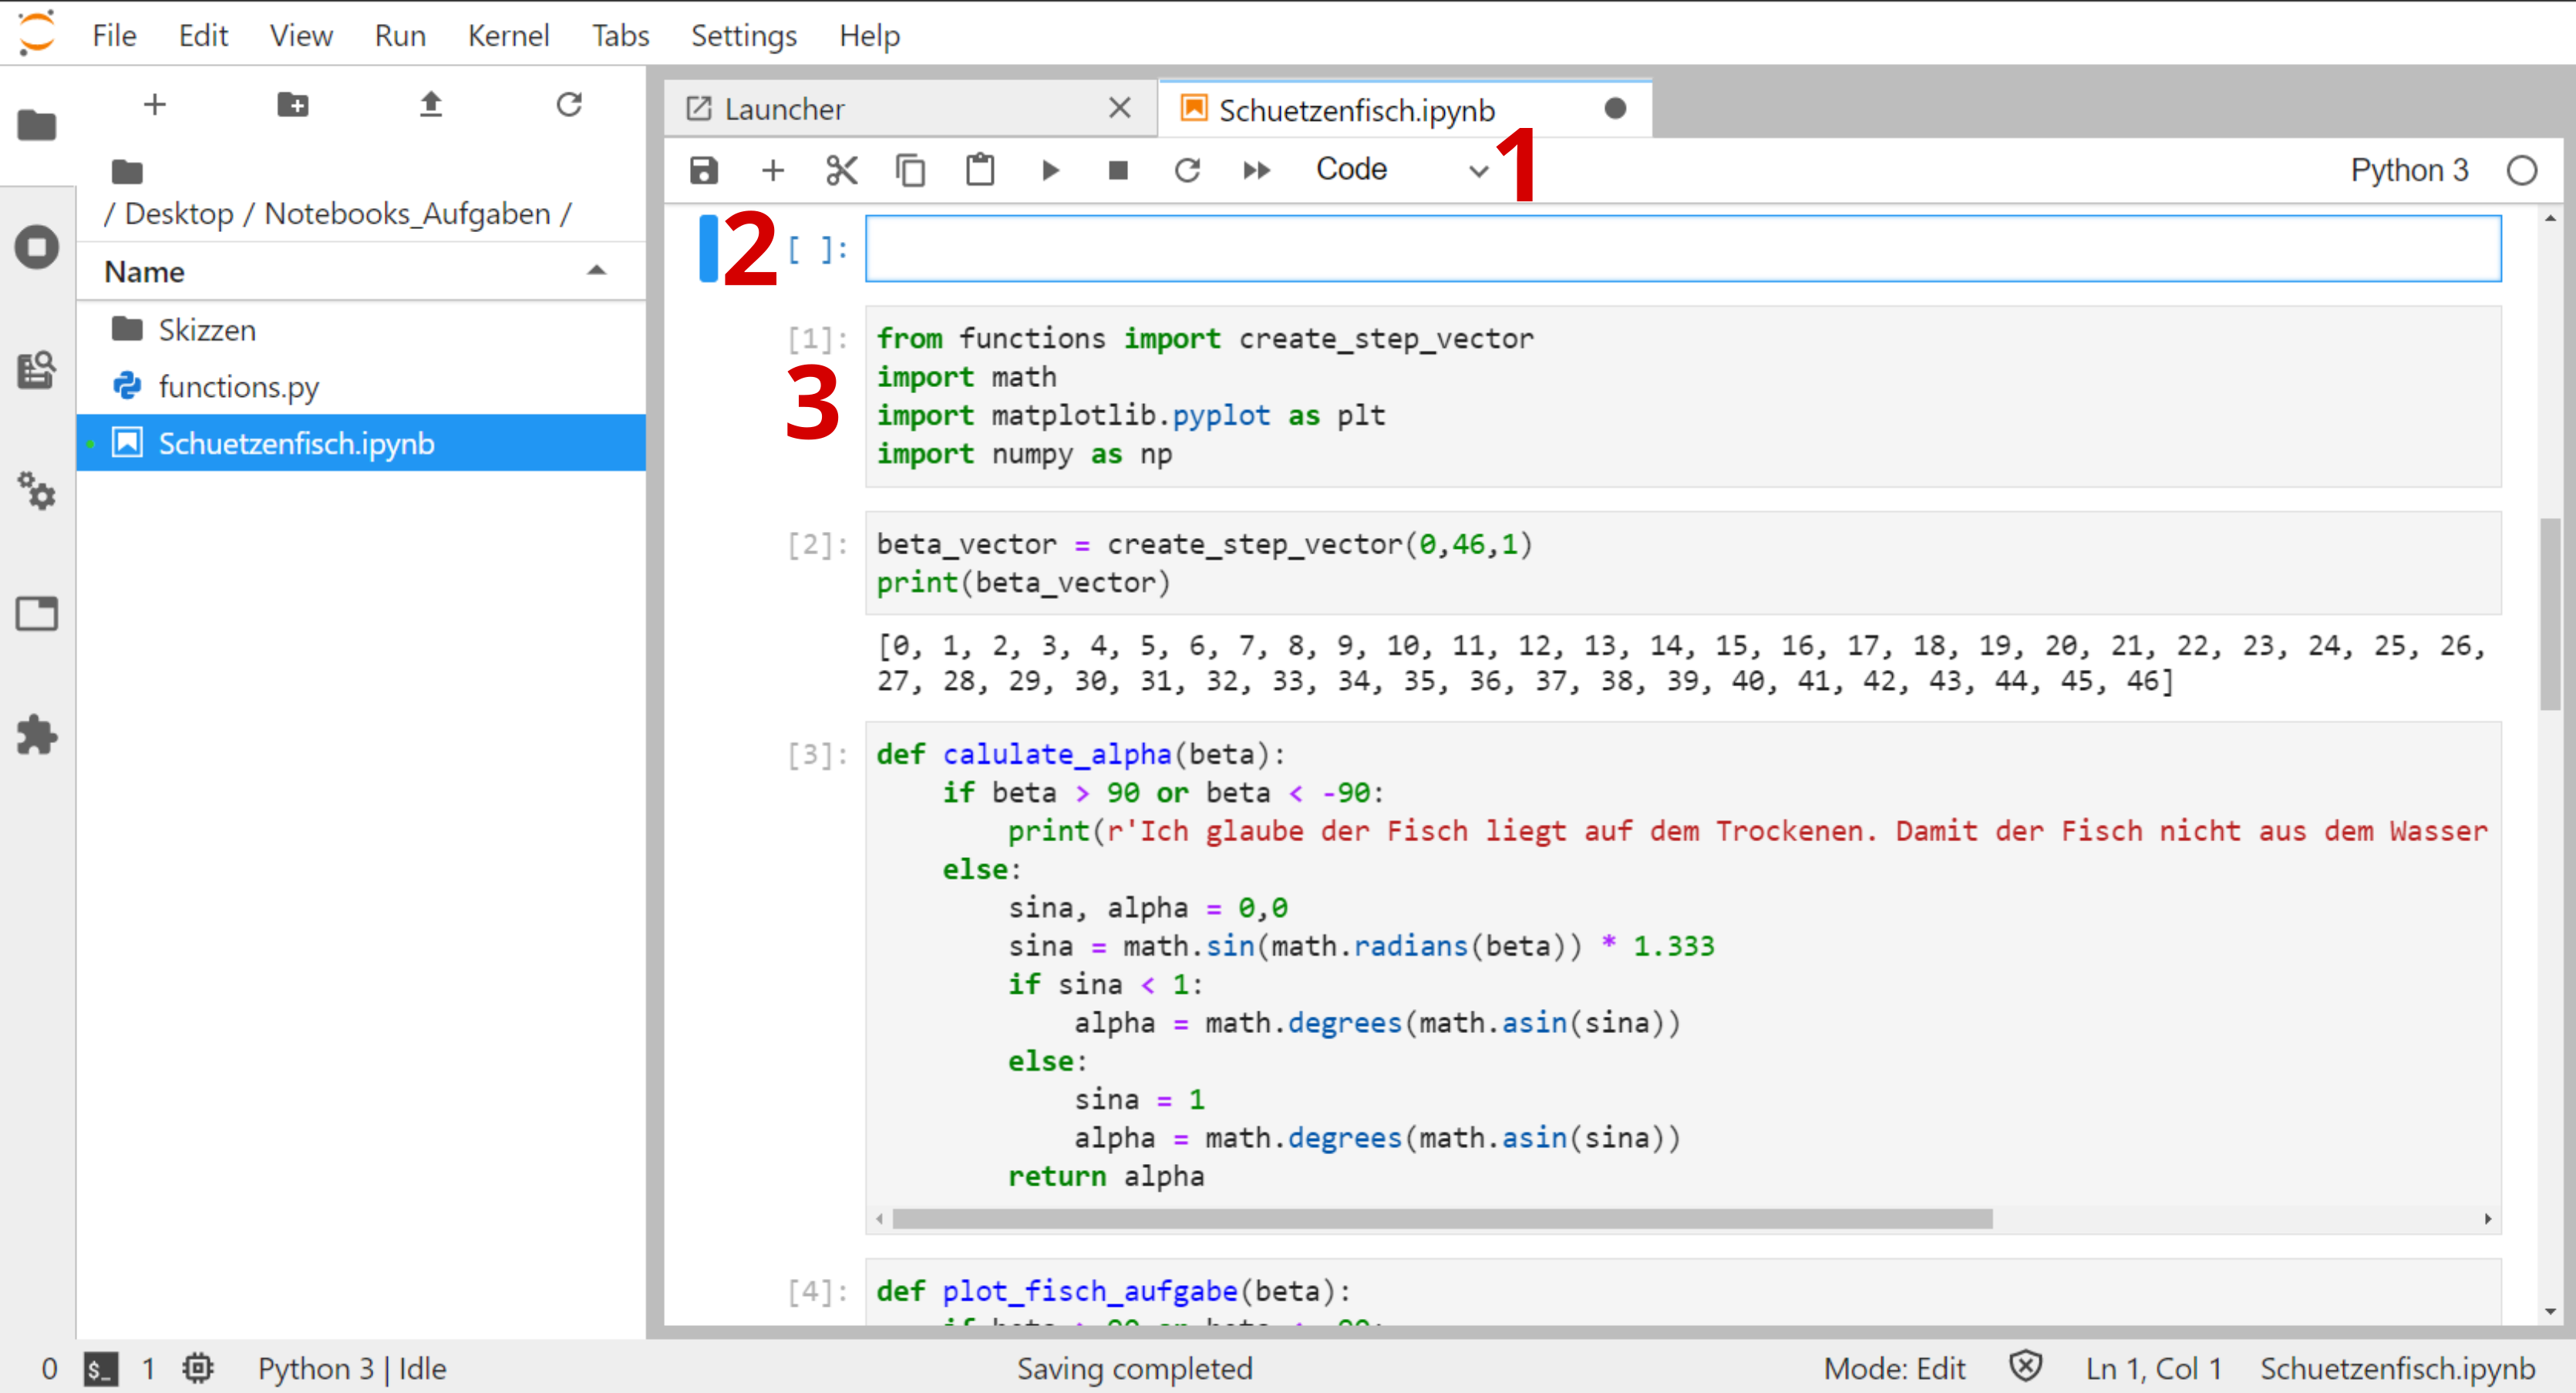 File Edit View Run Kernel Tabs Settings Help
/ Desktop / Notebooks_Aufgaben /
Name
Skizzen
functions.py
Schuetzenfisch.ipynb
Launcher
Schuetzenfisch.ipynb
Code
1
Python 3
2
[ ]:
[1]:
3
from functions import create_step_vector
import math
import matplotlib.pyplot as plt
import numpy as np
[2]:
beta_vector = create_step_vector(0,46,1)
print(beta_vector)
[0, 1, 2, 3, 4, 5, 6, 7, 8, 9, 10, 11, 12, 13, 14, 15, 16, 17, 18, 19, 20, 21, 22, 23, 24, 25, 26,
27, 28, 29, 30, 31, 32, 33, 34, 35, 36, 37, 38, 39, 40, 41, 42, 43, 44, 45, 46]
[3]:
def calulate_alpha(beta):
    if beta > 90 or beta < -90:
        print(r'Ich glaube der Fisch liegt auf dem Trockenen. Damit der Fisch nicht aus dem Wasser
    else:
        sina, alpha = 0,0
        sina = math.sin(math.radians(beta)) * 1.333
        if sina < 1:
            alpha = math.degrees(math.asin(sina))
        else:
            sina = 1
            alpha = math.degrees(math.asin(sina))
        return alpha
[4]:
def plot_fisch_aufgabe(beta):
0 $_ 1 Python 3 | Idle
Saving completed
Mode: Edit
Ln 1, Col 1
Schuetzenfisch.ipynb